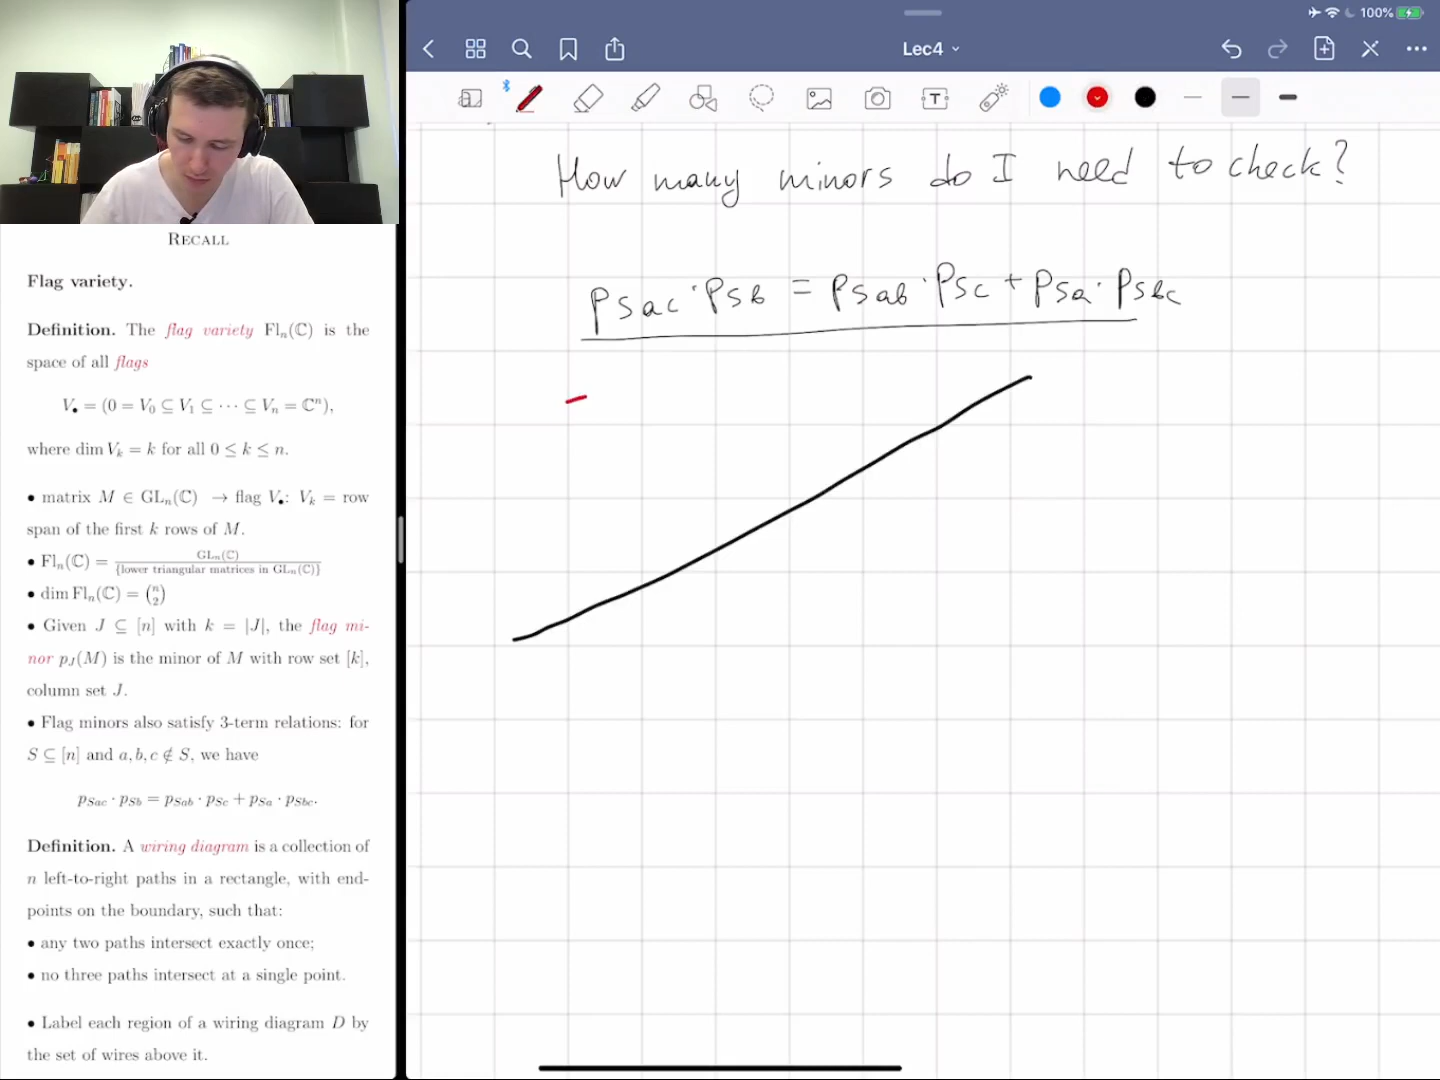 100%
Lec4
How many minors do I need to check?
p_{Sac} · p_{Sb} = p_{Sab} · p_{Sc} + p_{Sa} · p_{Sbc}
RECALL
Flag variety.
Definition. The flag variety Fl_n(ℂ) is the
space of all flags
V_• = (0 = V_0 ⊆ V_1 ⊆ ⋯ ⊆ V_n = ℂ^n),
where dim V_k = k for all 0 ≤ k ≤ n.
• matrix M ∈ GL_n(ℂ) → flag V_•: V_k = row
span of the first k rows of M.
• Fl_n(ℂ) = GL_n(ℂ) / {lower triangular matrices in GL_n(ℂ)}
• dim Fl_n(ℂ) = (n 2)
• Given J ⊆ [n] with k = |J|, the flag mi-
nor p_J(M) is the minor of M with row set [k],
column set J.
• Flag minors also satisfy 3-term relations: for
S ⊆ [n] and a, b, c ∉ S, we have
p_{Sac} · p_{Sb} = p_{Sab} · p_{Sc} + p_{Sa} · p_{Sbc}.
Definition. A wiring diagram is a collection of
n left-to-right paths in a rectangle, with end-
points on the boundary, such that:
• any two paths intersect exactly once;
• no three paths intersect at a single point.
• Label each region of a wiring diagram D by
the set of wires above it.